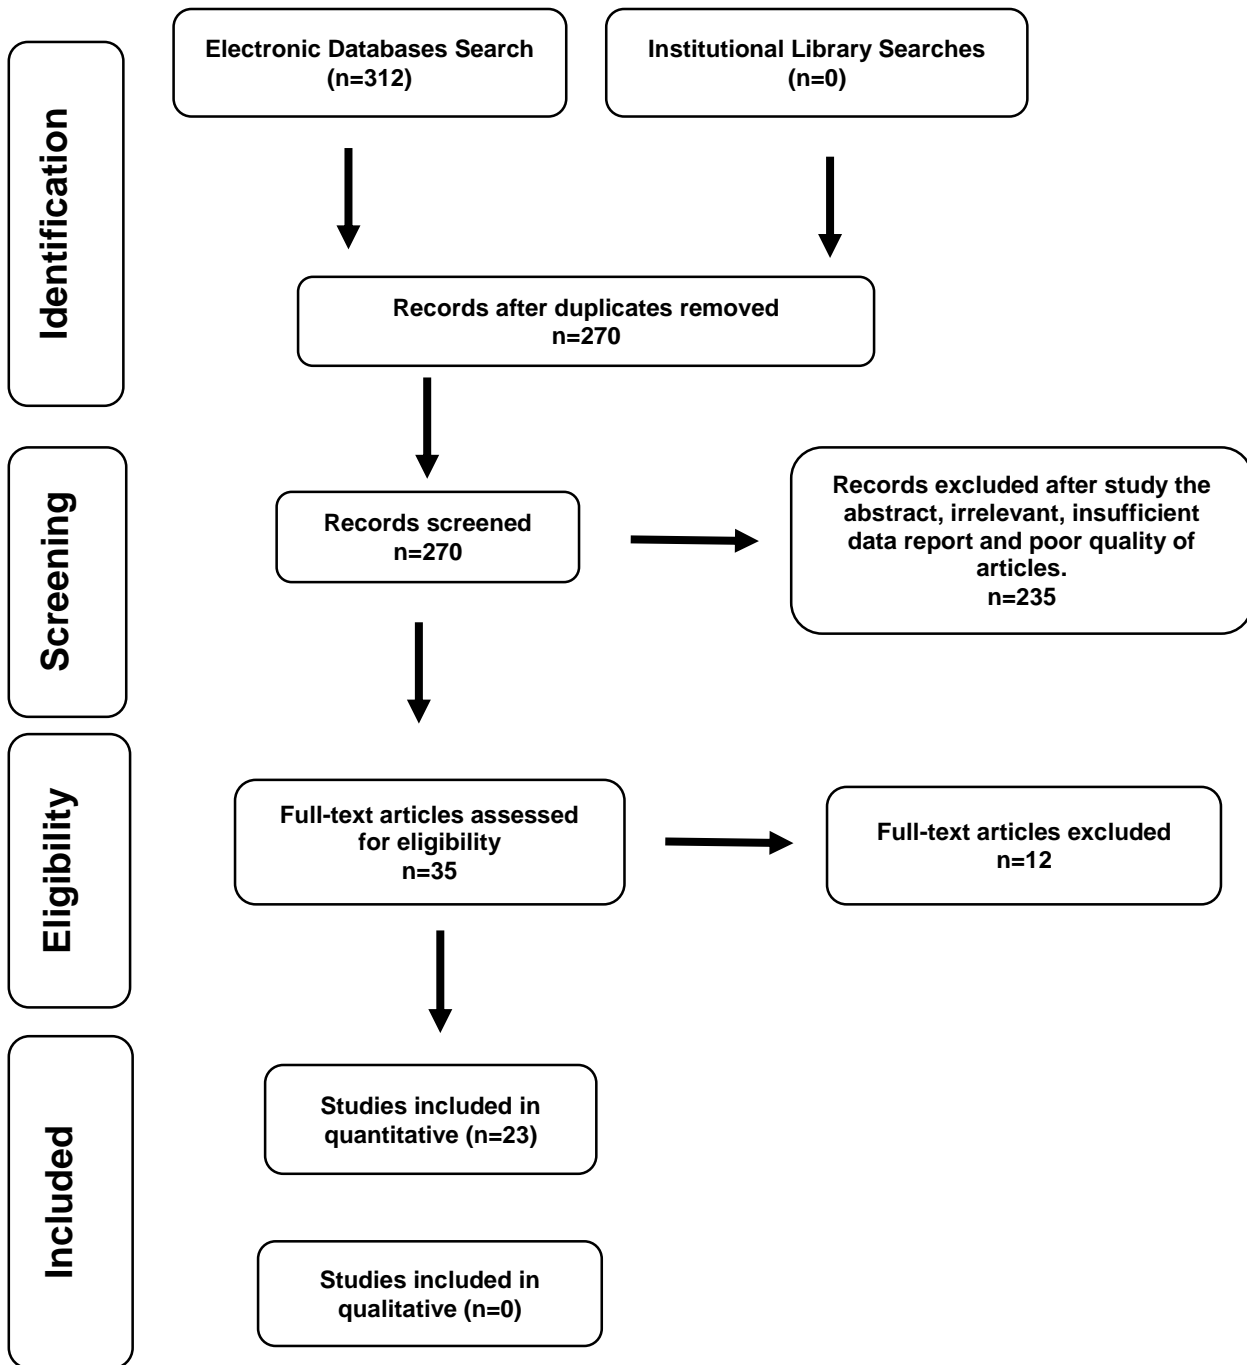 Identification
Electronic Databases Search
(n=312)
Institutional Library Searches
(n=0)
Records after duplicates removed
n=270
Screening
Records screened
n=270
Records excluded after study the
abstract, irrelevant, insufficient
data report and poor quality of
articles.
n=235
Eligibility
Full-text articles assessed
for eligibility
n=35
Full-text articles excluded
n=12
Included
Studies included in
quantitative (n=23)
Studies included in
qualitative (n=0)